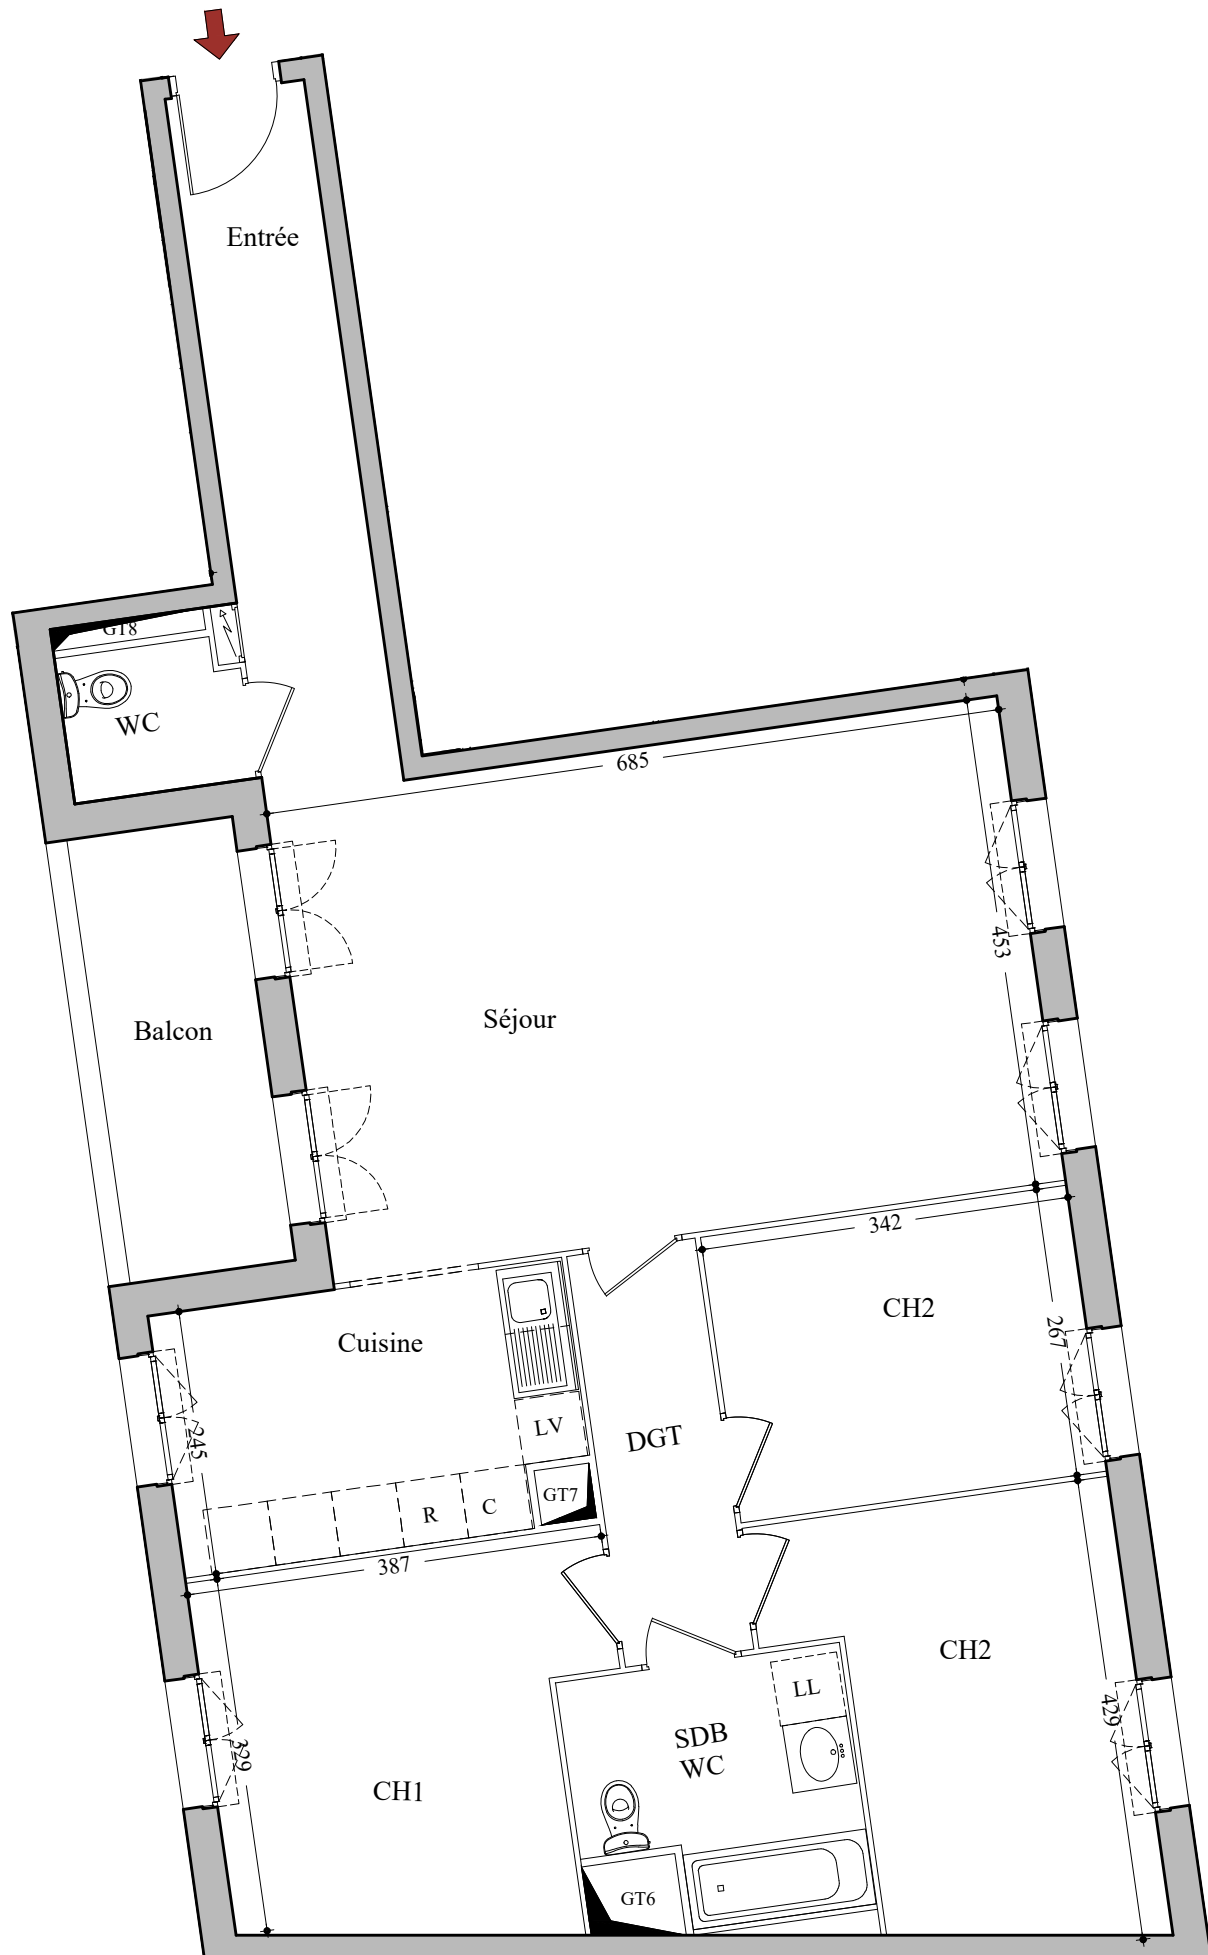 Entrée
GT8
WC
685
453
Balcon
Séjour
342
CH2
267
Cuisine
LV
DGT
245
GT7
R
C
387
CH2
LL
429
SDB
WC
329
CH1
GT6